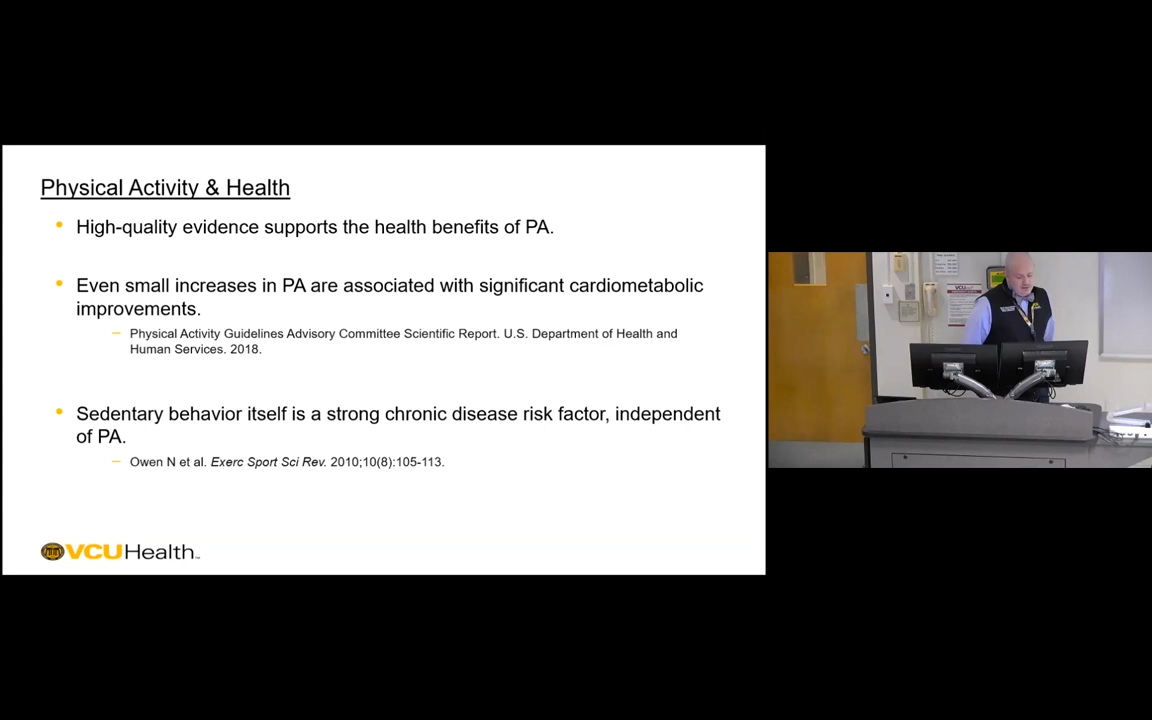 Physical Activity & Health
• High-quality evidence supports the health benefits of PA.
• Even small increases in PA are associated with significant cardiometabolic
improvements.
– Physical Activity Guidelines Advisory Committee Scientific Report. U.S. Department of Health and
Human Services. 2018.
• Sedentary behavior itself is a strong chronic disease risk factor, independent
of PA.
– Owen N et al. Exerc Sport Sci Rev. 2010;10(8):105-113.
VCUHealth™
VCU